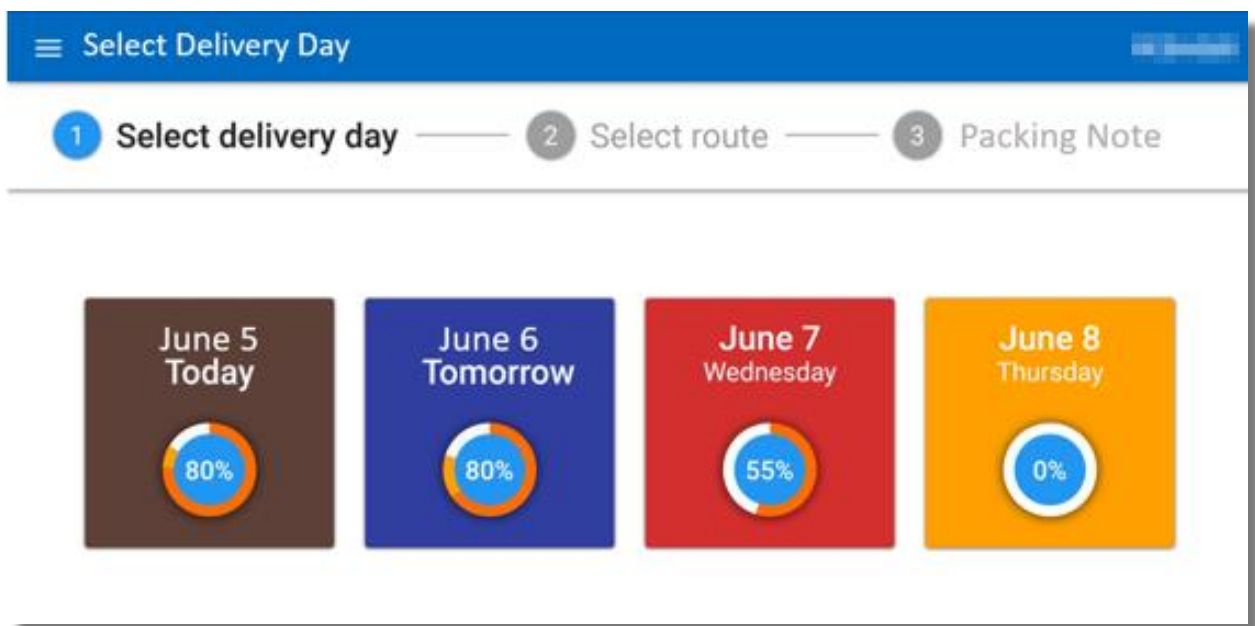 Select Delivery Day
1 Select delivery day 2 Select route 3 Packing Note
June 5
Today
80%
June 6
Tomorrow
80%
June 7
Wednesday
55%
June 8
Thursday
0%